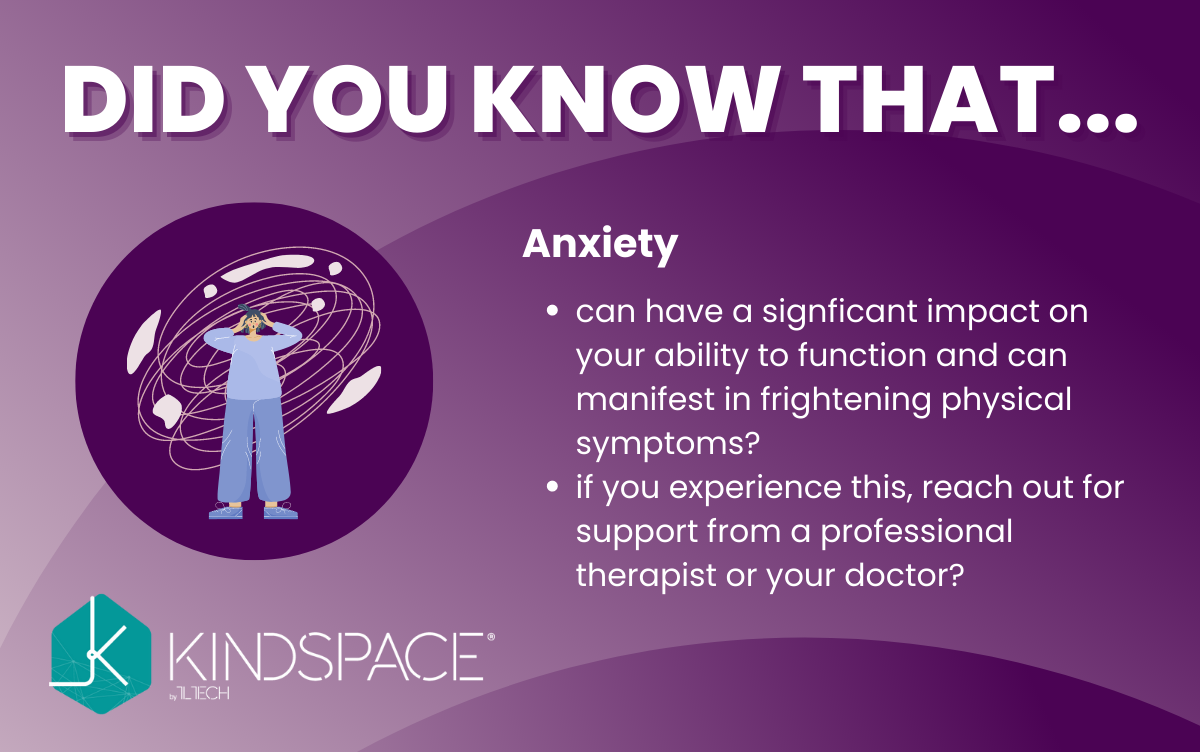 DID YOU KNOW THAT...
Anxiety
• can have a signficant impact on
your ability to function and can
manifest in frightening physical
symptoms?
• if you experience this, reach out for
support from a professional
therapist or your doctor?
KINDSPACE®
by 1L1ECH